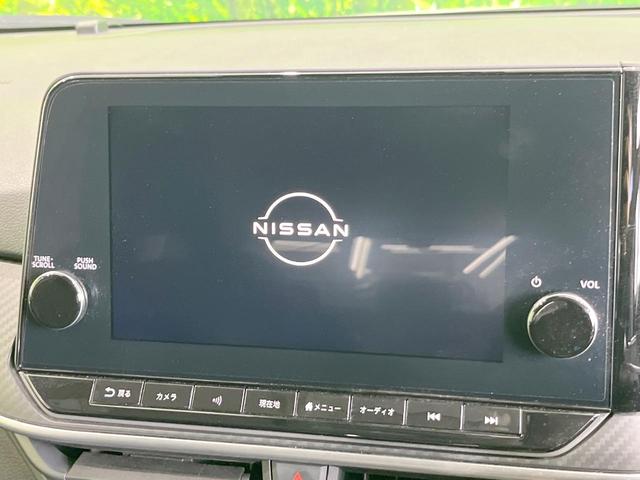 NISSAN
TUNE·
SCROLL
PUSH
SOUND
VOL
戻る
カメラ
現在地
メニュー
オーディオ